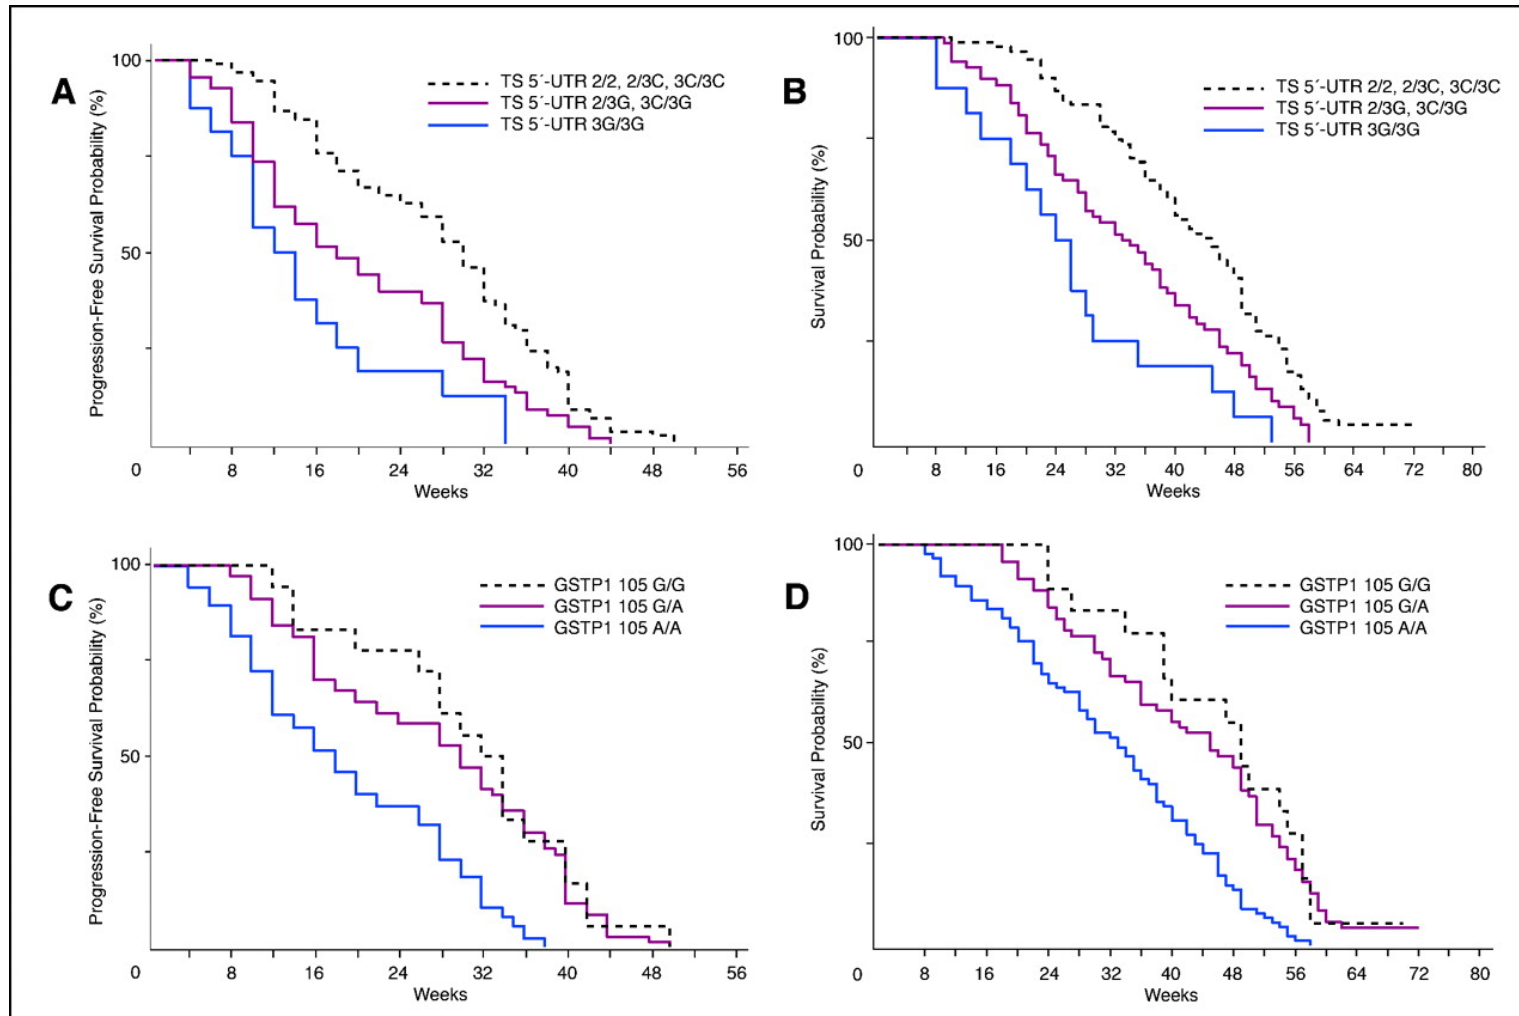 A
Progression-Free Survival Probability (%)
100
50
TS 5´-UTR 2/2, 2/3C, 3C/3C
TS 5´-UTR 2/3G, 3C/3G
TS 5´-UTR 3G/3G
0 8 16 24 32 40 48 56
Weeks
B
Survival Probability (%)
100
50
TS 5´-UTR 2/2, 2/3C, 3C/3C
TS 5´-UTR 2/3G, 3C/3G
TS 5´-UTR 3G/3G
0 8 16 24 32 40 48 56 64 72 80
Weeks
C
Progression-Free Survival Probability (%)
100
50
GSTP1 105 G/G
GSTP1 105 G/A
GSTP1 105 A/A
0 8 16 24 32 40 48 56
Weeks
D
Survival Probability (%)
100
50
GSTP1 105 G/G
GSTP1 105 G/A
GSTP1 105 A/A
0 8 16 24 32 40 48 56 64 72 80
Weeks